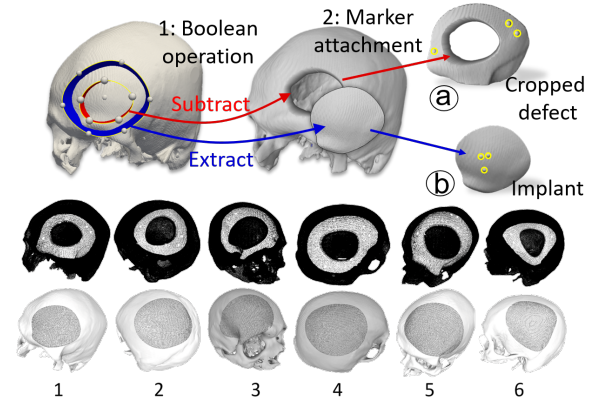 1: Boolean
operation
2: Marker
attachment
Subtract
Extract
a
Cropped
defect
b
Implant
1 2 3 4 5 6